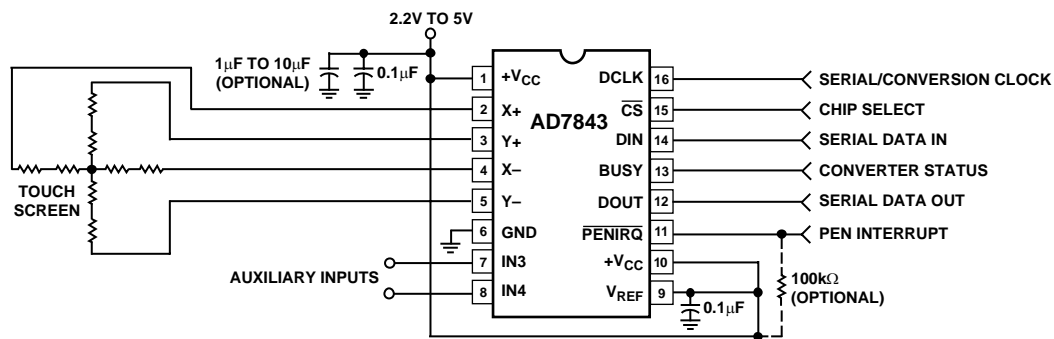 2.2V TO 5V
1μF TO 10μF
(OPTIONAL)
0.1μF
TOUCH
SCREEN
AUXILIARY INPUTS
AD7843
1 +VCC
2 X+
3 Y+
4 X–
5 Y–
6 GND
7 IN3
8 IN4
DCLK 16
CS 15
DIN 14
BUSY 13
DOUT 12
PENIRQ 11
+VCC 10
VREF 9
SERIAL/CONVERSION CLOCK
CHIP SELECT
SERIAL DATA IN
CONVERTER STATUS
SERIAL DATA OUT
PEN INTERRUPT
0.1μF
100kΩ
(OPTIONAL)